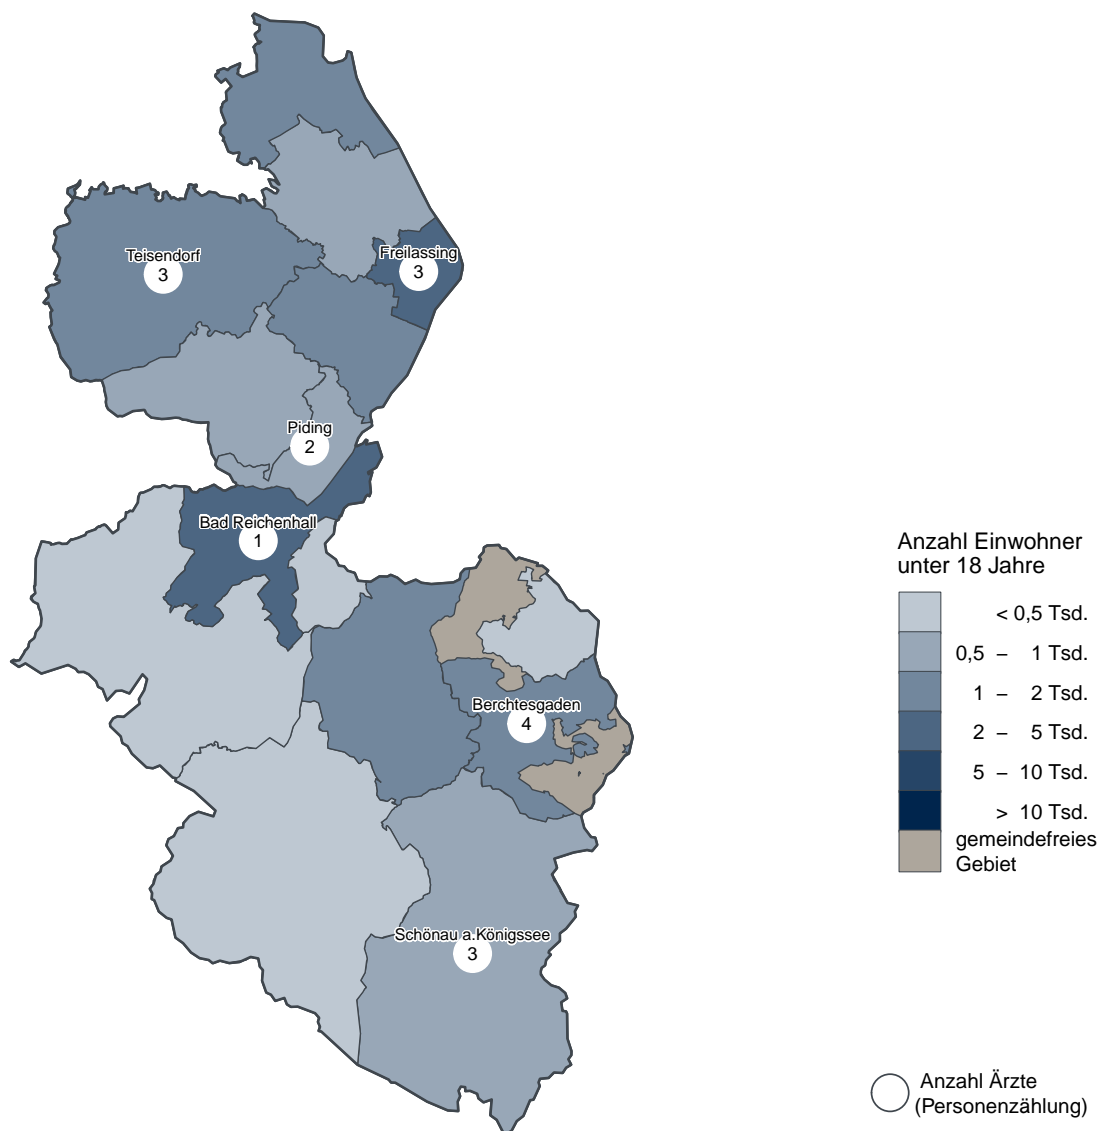 Teisendorf
3
Freilassing
3
Piding
2
Bad Reichenhall
1
Berchtesgaden
4
Schönau a.Königssee
3
Anzahl Einwohner
unter 18 Jahre
< 0,5 Tsd.
0,5 – 1 Tsd.
1 – 2 Tsd.
2 – 5 Tsd.
5 – 10 Tsd.
> 10 Tsd.
gemeindefreies
Gebiet
Anzahl Ärzte
(Personenzählung)